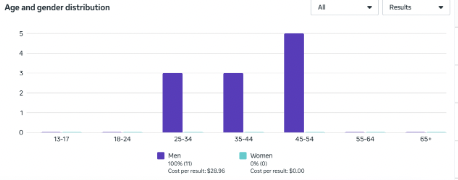 Age and gender distribution
All
Results
5
4
3
2
1
0
13-17
18-24
25-34
35-44
45-54
55-64
65+
Men
100% (11)
Cost per result: $28.96
Women
0% (0)
Cost per result: $0.00